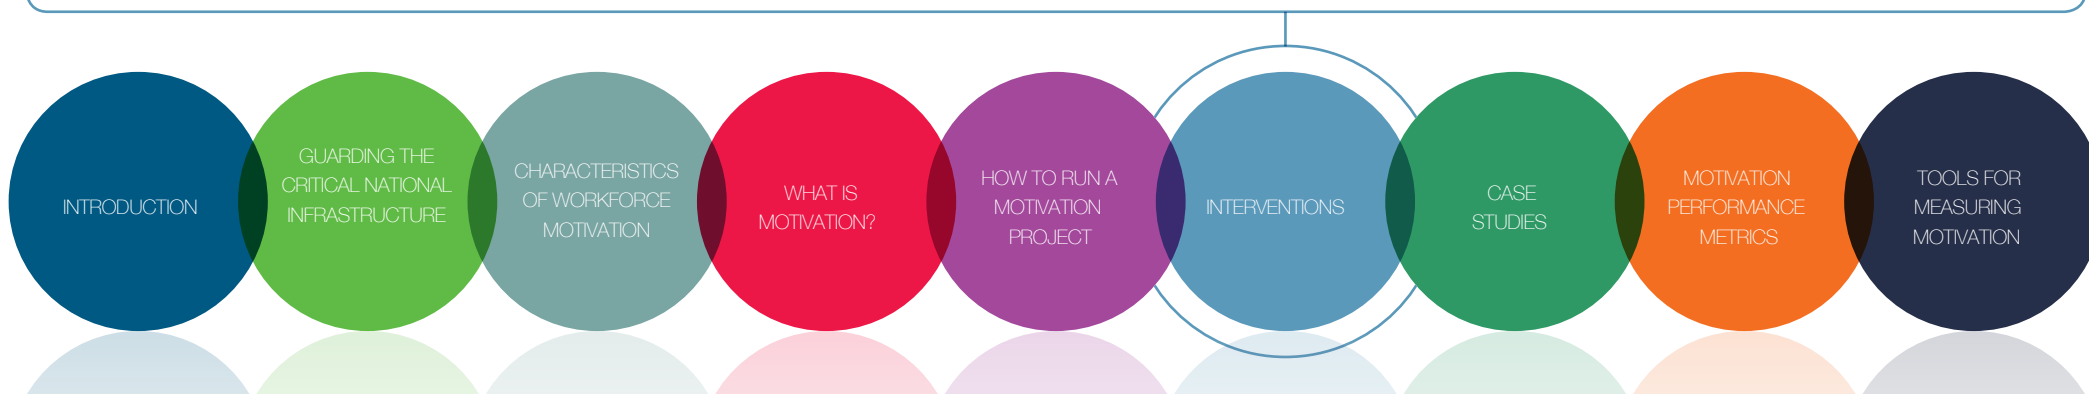 INTRODUCTION
GUARDING THE
CRITICAL NATIONAL
INFRASTRUCTURE
CHARACTERISTICS
OF WORKFORCE
MOTIVATION
WHAT IS
MOTIVATION?
HOW TO RUN A
MOTIVATION
PROJECT
INTERVENTIONS
CASE
STUDIES
MOTIVATION
PERFORMANCE
METRICS
TOOLS FOR
MEASURING
MOTIVATION